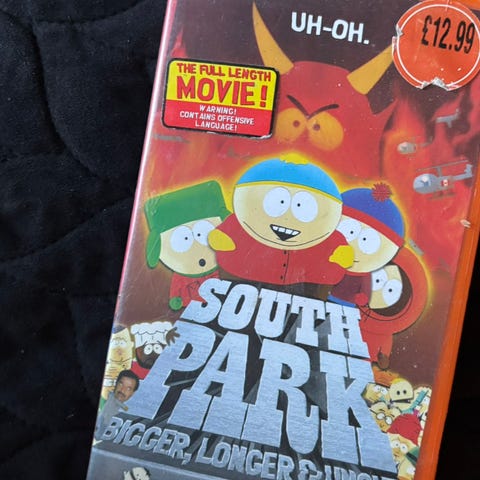 UH-OH.
£12.99
THE FULL LENGTH
MOVIE!
WARNING!
CONTAINS OFFENSIVE
LANGUAGE!
SOUTH
PARK
BIGGER, LONGER &